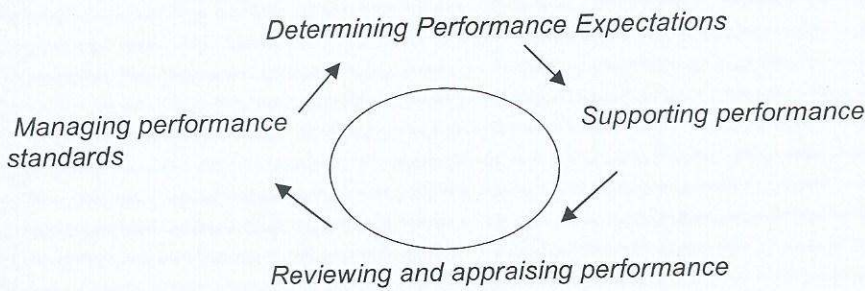 Determining Performance Expectations
Supporting performance
Managing performance
standards
Reviewing and appraising performance